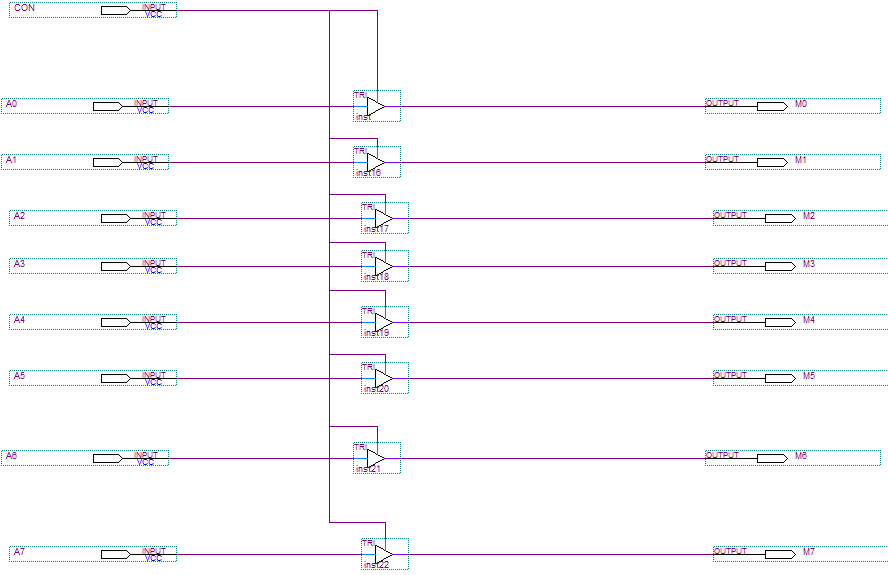 CON INPUT
VCC
TRI
A0 INPUT OUTPUT M0
VCC
inst
TRI
A1 INPUT OUTPUT M1
VCC
inst16
TRI
A2 INPUT OUTPUT M2
VCC
inst17
TRI
A3 INPUT OUTPUT M3
VCC
inst18
TRI
A4 INPUT OUTPUT M4
VCC
inst19
TRI
A5 INPUT OUTPUT M5
VCC
inst20
TRI
A6 INPUT OUTPUT M6
VCC
inst21
TRI
A7 INPUT OUTPUT M7
VCC
inst22